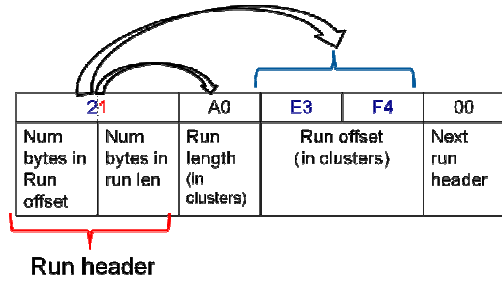 21 A0 E3 F4 00
Num Num Run Run offset Next
bytes in bytes in length (in clusters) run
Run run len (in header
offset clusters)
Run header